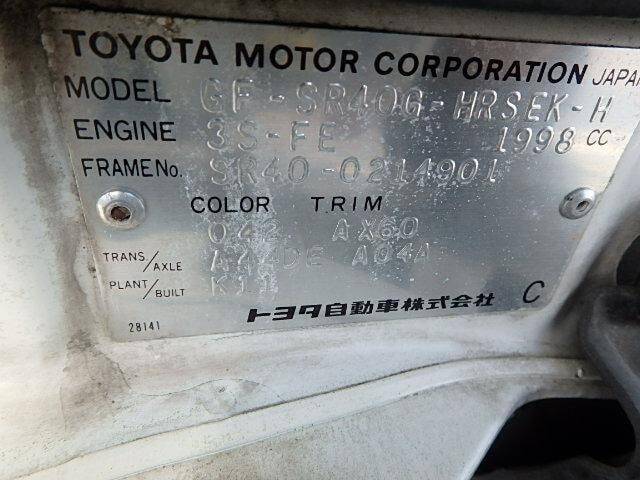 TOYOTA MOTOR CORPORATION JAPAN
MODEL GF-SR40G-HRSEK-H
ENGINE 3S-FE 1998 CC
FRAME No. SR40-0214901
COLOR TRIM
042 AX60
TRANS/AXLE A44DE A04A
PLANT/BUILT K11
トヨタ自動車株式会社 C
28141